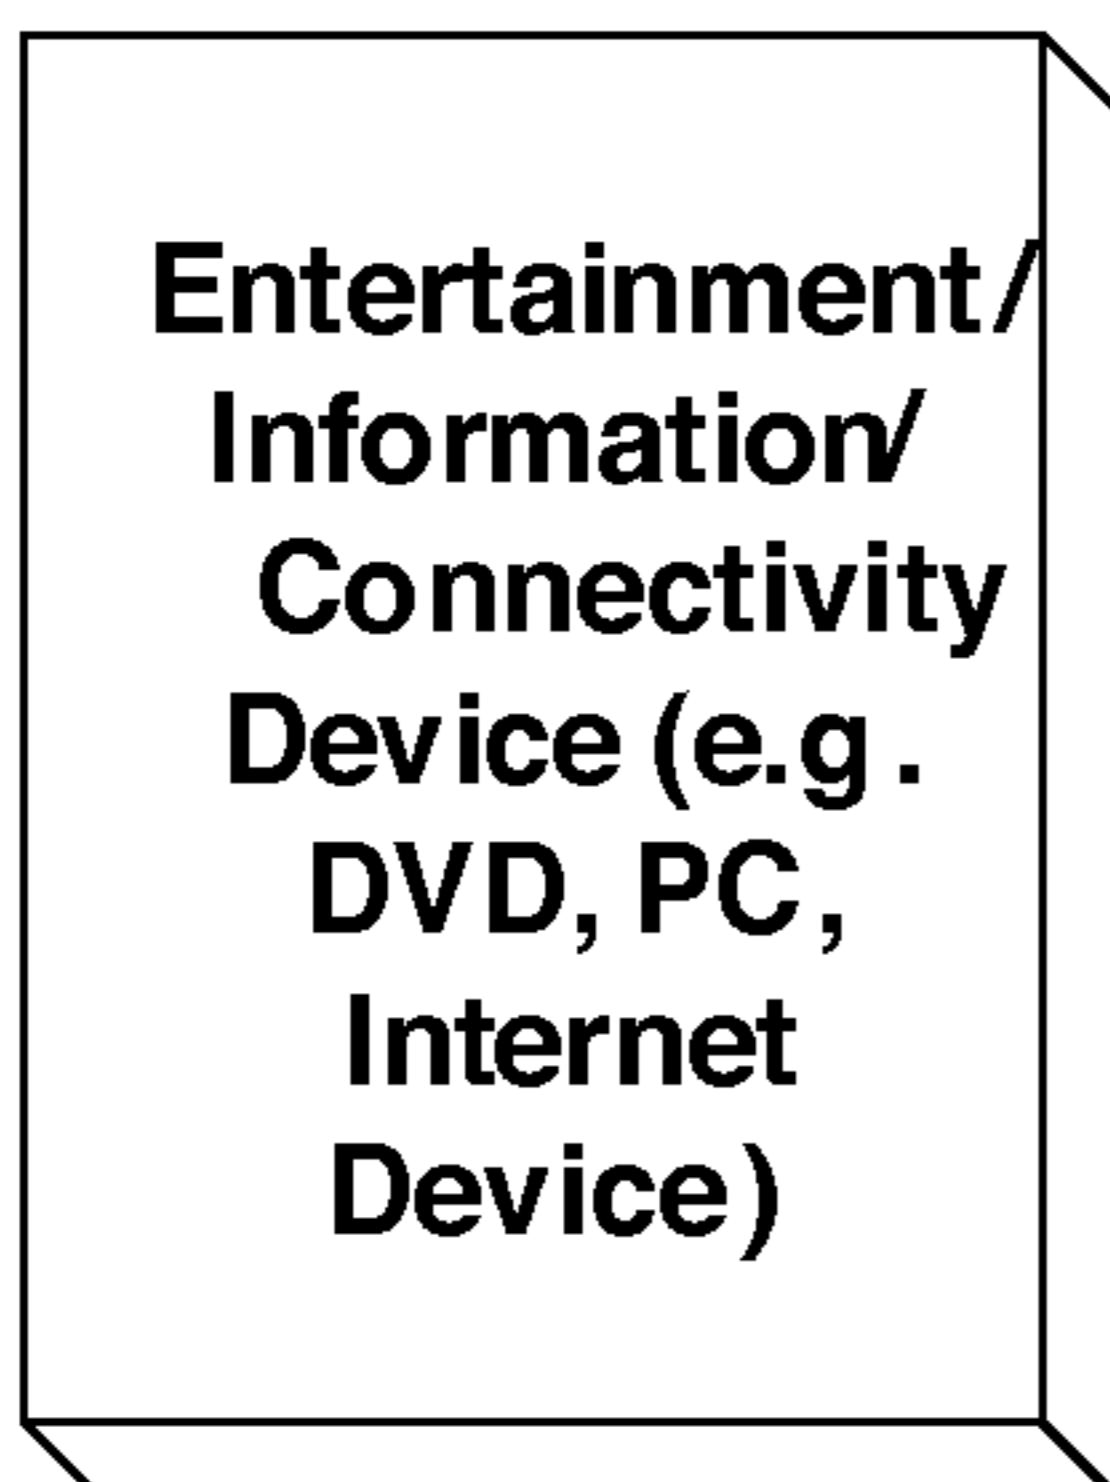 Entertainment/
Information/
Connectivity
Device (e.g.
DVD, PC,
Internet
Device)